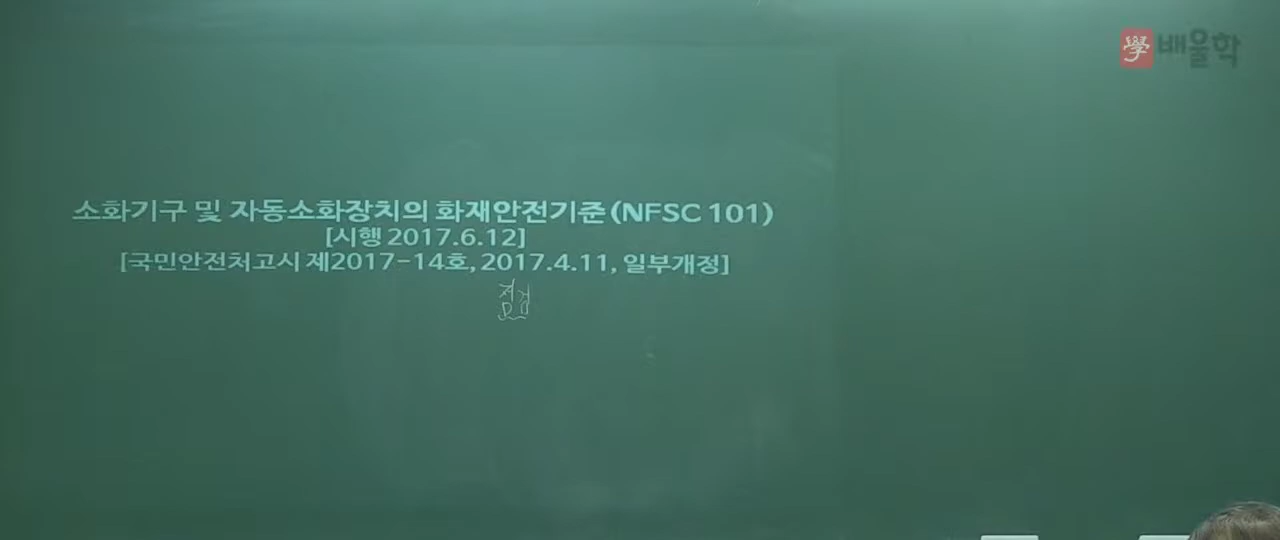 學 배울학
소화기구 및 자동소화장치의 화재안전기준(NFSC 101)
[시행 2017.6.12]
[국민안전처고시 제2017-14호, 2017.4.11, 일부개정]
점검